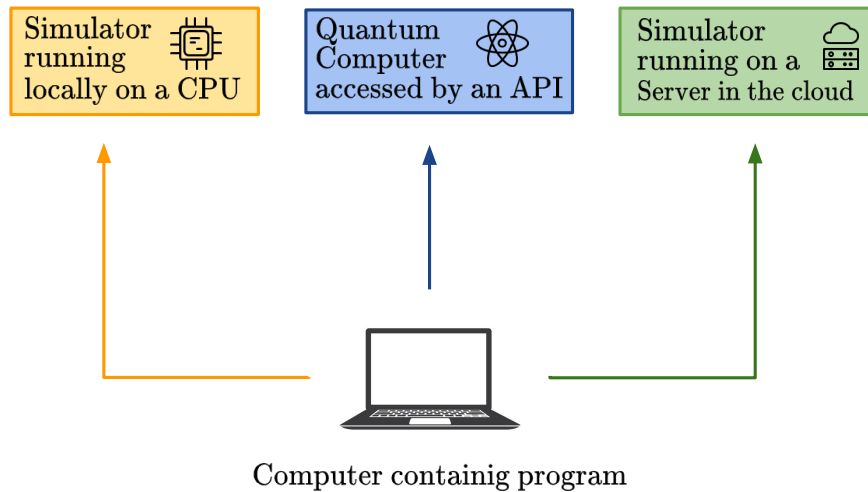 Simulator
running
locally on a CPU
Quantum
Computer
accessed by an API
Simulator
running on a
Server in the cloud
Computer containig program